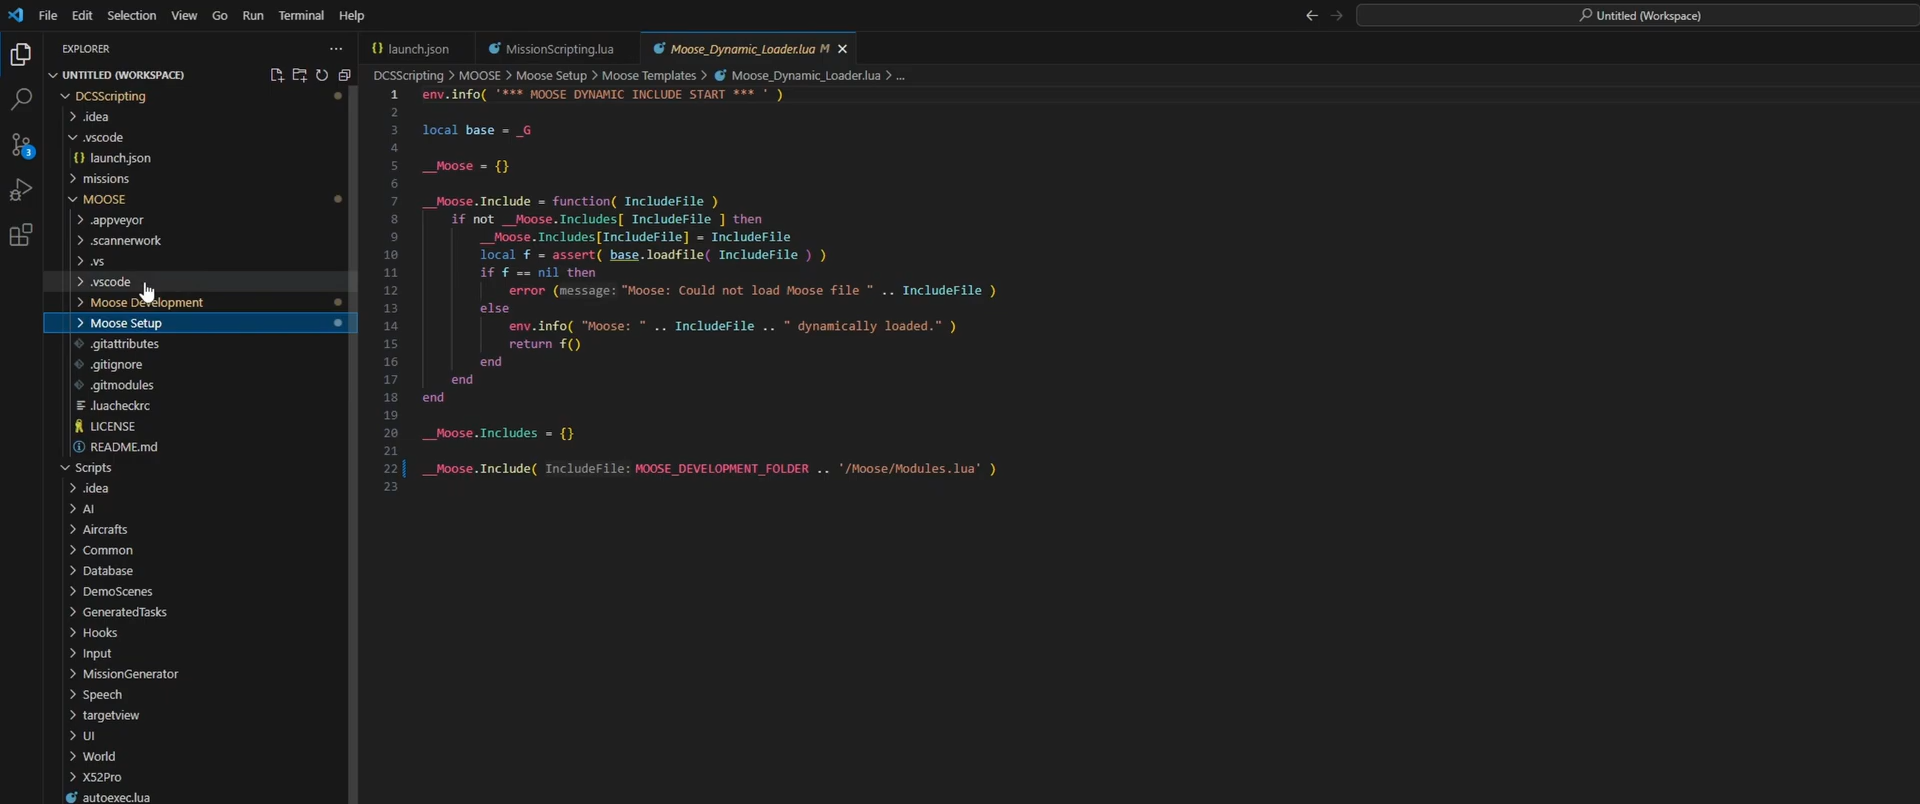 File Edit Selection View Go Run Terminal Help
Untitled (Workspace)
EXPLORER
UNTITLED (WORKSPACE)
DCSScripting
.idea
.vscode
launch.json
missions
MOOSE
.appveyor
.scannerwork
.vs
.vscode
Moose Development
Moose Setup
.gitattributes
.gitignore
.gitmodules
.luacheckrc
LICENSE
README.md
Scripts
.idea
AI
Aircrafts
Common
Database
DemoScenes
GeneratedTasks
Hooks
Input
MissionGenerator
Speech
targetview
UI
World
X52Pro
autoexec.lua
3
launch.json MissionScripting.lua Moose_Dynamic_Loader.lua M
DCSScripting > MOOSE > Moose Setup > Moose Templates > Moose_Dynamic_Loader.lua > ...
1 env.info( '*** MOOSE DYNAMIC INCLUDE START *** ' )
2
3 local base = _G
4
5 __Moose = {}
6
7 __Moose.Include = function( IncludeFile )
8 if not __Moose.Includes[ IncludeFile ] then
9 __Moose.Includes[IncludeFile] = IncludeFile
10 local f = assert( base.loadfile( IncludeFile ) )
11 if f == nil then
12 error (message: "Moose: Could not load Moose file " .. IncludeFile )
13 else
14 env.info( "Moose: " .. IncludeFile .. " dynamically loaded." )
15 return f()
16 end
17 end
18 end
19
20 __Moose.Includes = {}
21
22 __Moose.Include( IncludeFile: MOOSE_DEVELOPMENT_FOLDER .. '/Moose/Modules.lua' )
23